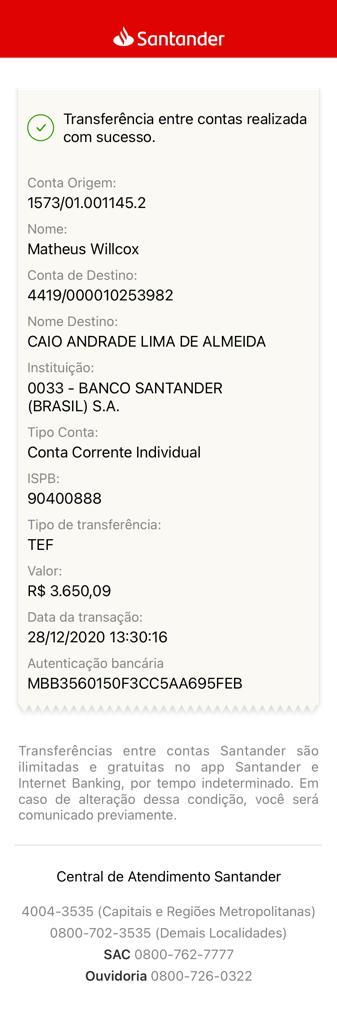 Santander
Transferência entre contas realizada
com sucesso.
Conta Origem:
1573/01.001145.2
Nome:
Matheus Willcox
Conta de Destino:
4419/000010253982
Nome Destino:
CAIO ANDRADE LIMA DE ALMEIDA
Instituição:
0033 - BANCO SANTANDER
(BRASIL) S.A.
Tipo Conta:
Conta Corrente Individual
ISPB:
90400888
Tipo de transferência:
TEF
Valor:
R$ 3.650,09
Data da transação:
28/12/2020 13:30:16
Autenticação bancária
MBB3560150F3CC5AA695FEB
Transferências entre contas Santander são
ilimitadas e gratuitas no app Santander e
Internet Banking, por tempo indeterminado. Em
caso de alteração dessa condição, você será
comunicado previamente.
Central de Atendimento Santander
4004-3535 (Capitais e Regiões Metropolitanas)
0800-702-3535 (Demais Localidades)
SAC 0800-762-7777
Ouvidoria 0800-726-0322